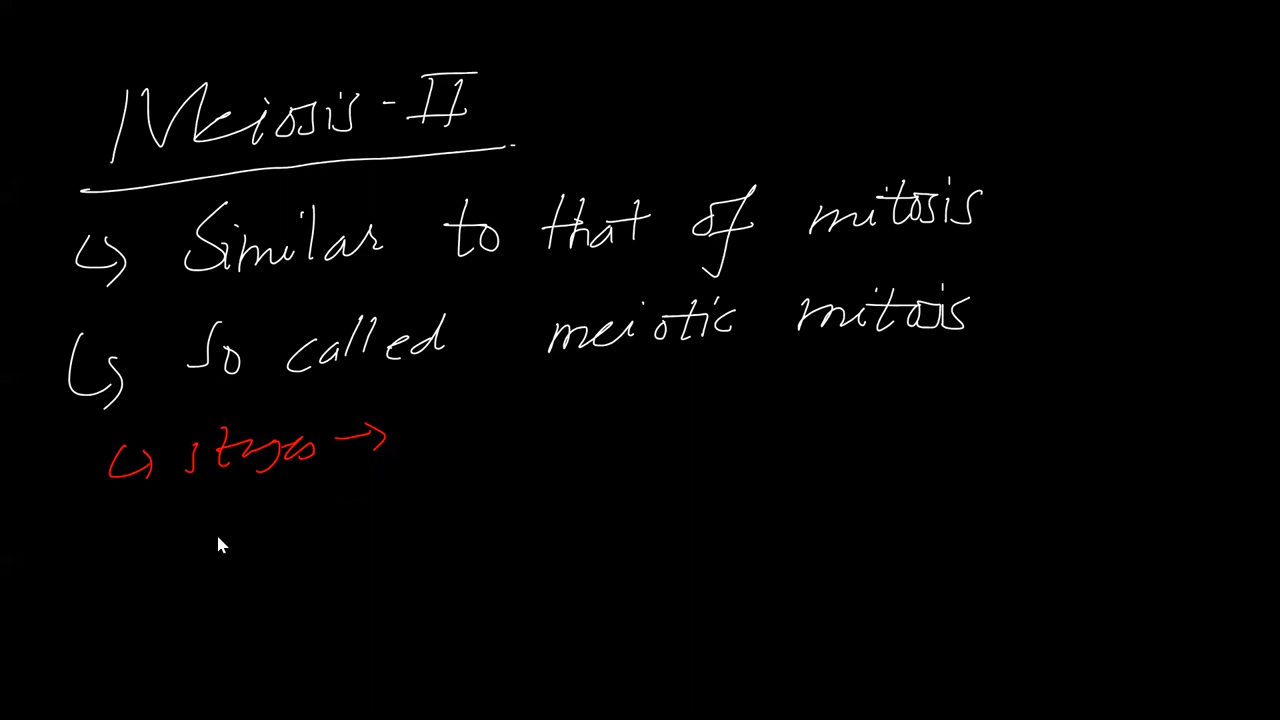 Meiosis-II
↳ Similar to that of mitosis
↳ So called meiotic mitosis
↳ stages →